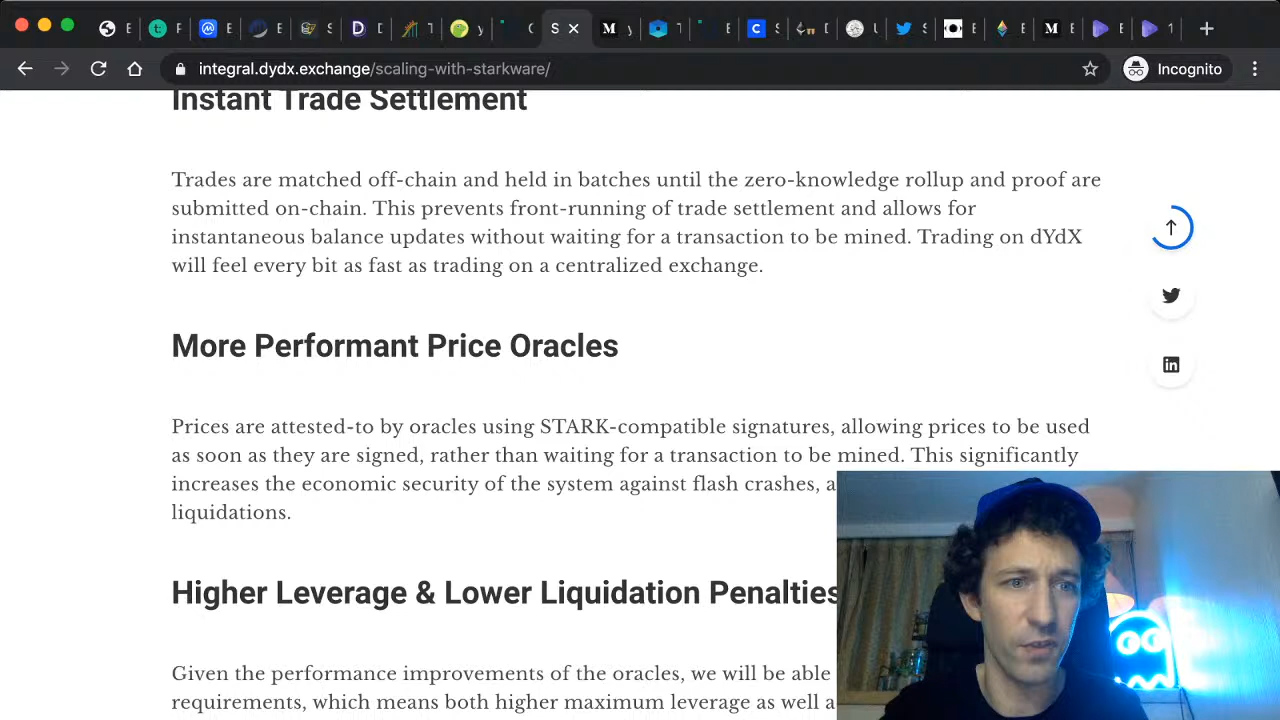 E
T
E
E
S
D
D
T
y
C
S
y
T
E
S
D
U
S
E
E
E
E
1
integral.dydx.exchange/scaling-with-starkware/
Incognito
Instant Trade Settlement
Trades are matched off-chain and held in batches until the zero-knowledge rollup and proof are
submitted on-chain. This prevents front-running of trade settlement and allows for
instantaneous balance updates without waiting for a transaction to be mined. Trading on dYdX
will feel every bit as fast as trading on a centralized exchange.
More Performant Price Oracles
Prices are attested-to by oracles using STARK-compatible signatures, allowing prices to be used
as soon as they are signed, rather than waiting for a transaction to be mined. This significantly
increases the economic security of the system against flash crashes, a
liquidations.
Higher Leverage & Lower Liquidation Penalties
Given the performance improvements of the oracles, we will be able
requirements, which means both higher maximum leverage as well a